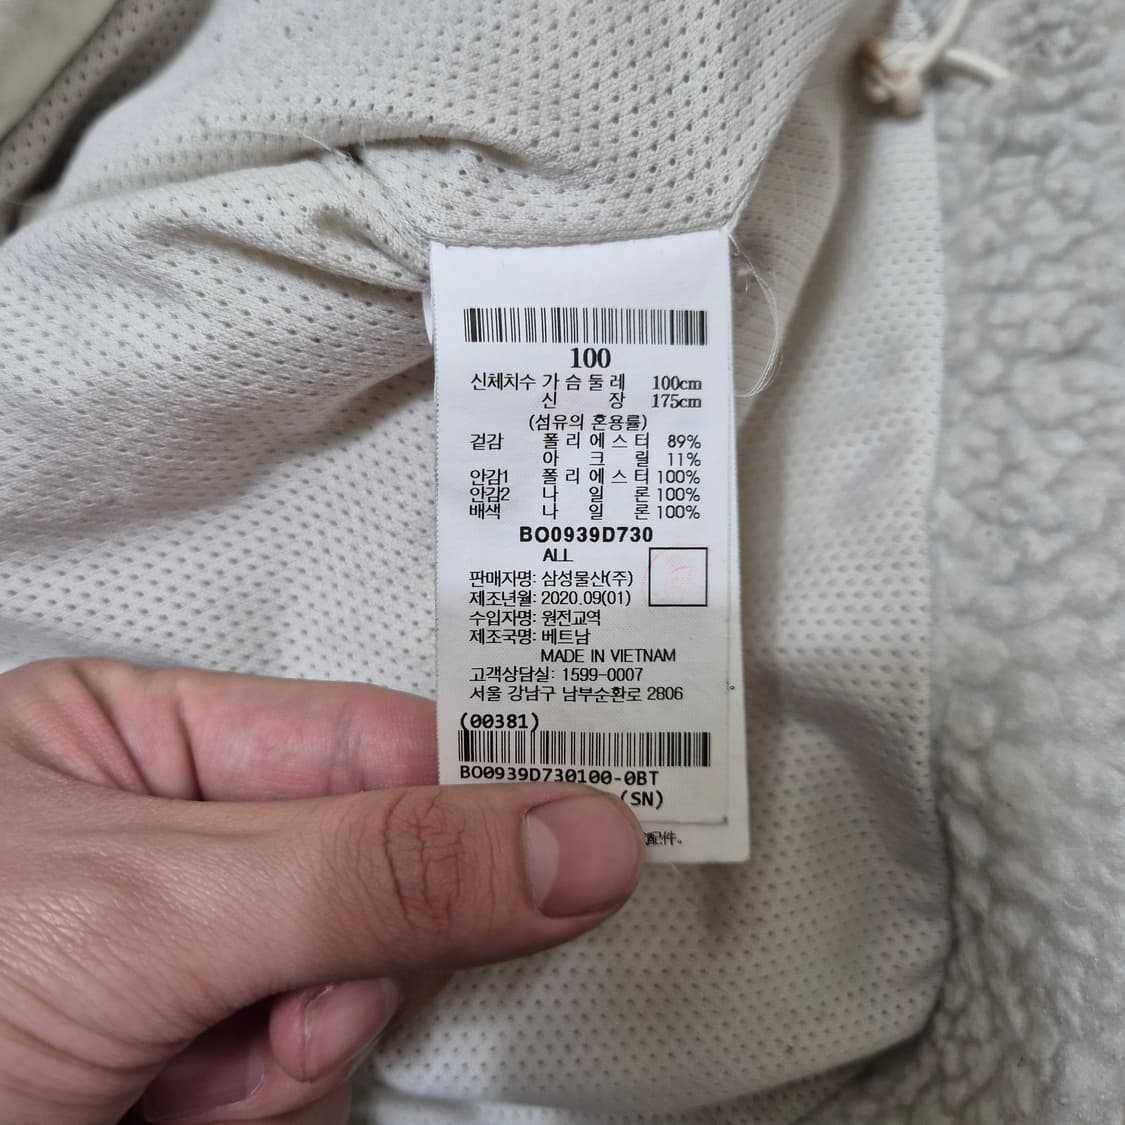 100
신체치수 가슴둘레 100cm
신장 175cm
(섬유의 혼용률)
겉감 폴리에스터 89%
아크릴 11%
안감1 폴리에스터 100%
안감2 나일론 100%
배색 나일론 100%
BO0939D730
ALL
판매자명: 삼성물산(주)
제조년월: 2020.09(01)
수입자명: 원전교역
제조국명: 베트남
MADE IN VIETNAM
고객상담실: 1599-0007
서울 강남구 남부순환로 2806
(00381)
BO0939D730100-0BT
(SN)
配件。